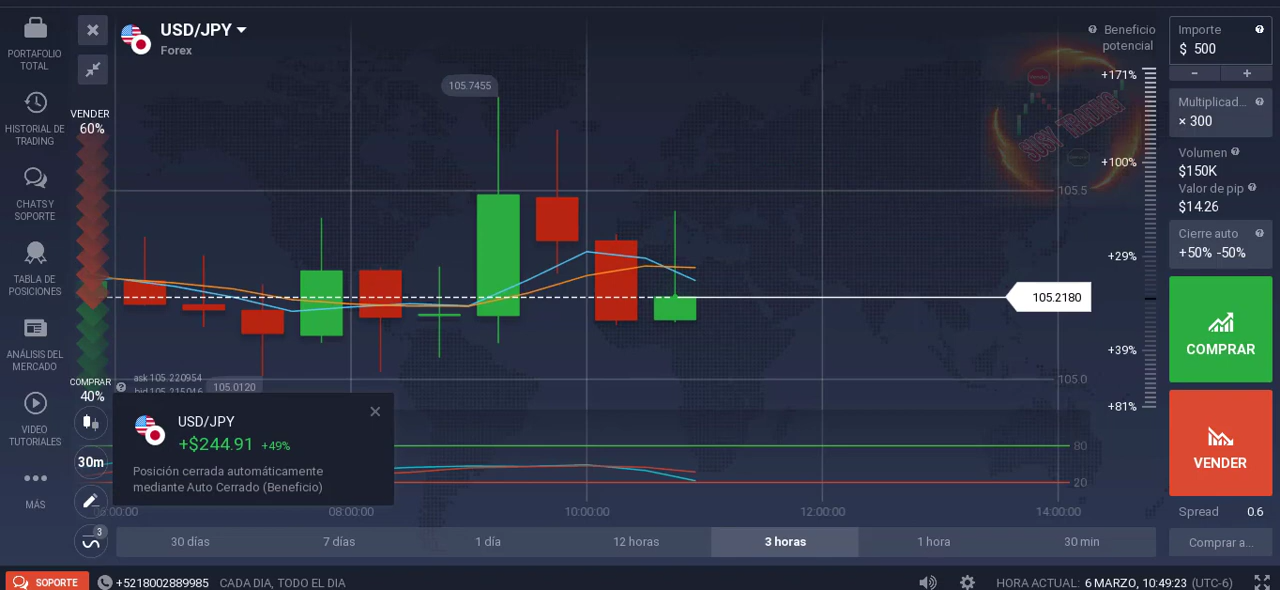 PORTAFOLIO
TOTAL
HISTORIAL DE
TRADING
CHATS Y
SOPORTE
TABLA DE
POSICIONES
ANÁLISIS DEL
MERCADO
VIDEO
TUTORIALES
MÁS
VENDER
60%
COMPRAR
40%
30m
3
USD/JPY
Forex
105.7455
105.0120
ask 105.220954
bid 105.215046
USD/JPY
+$244.91 +49%
Posición cerrada automáticamente
mediante Auto Cerrado (Beneficio)
SUSY TRADING
105.5
105.2180
105.0
80
20
08:00:00
10:00:00
12:00:00
14:00:00
30 días
7 días
1 día
12 horas
3 horas
1 hora
30 min
Beneficio
potencial
+171%
+100%
+29%
+39%
+81%
Importe
$ 500
- +
Multiplicad...
× 300
Volumen
$150K
Valor de pip
$14.26
Cierre auto
+50% -50%
COMPRAR
VENDER
Spread 0.6
Comprar a...
SOPORTE
+5218002889985 CADA DIA, TODO EL DIA
HORA ACTUAL: 6 MARZO, 10:49:23 (UTC-6)